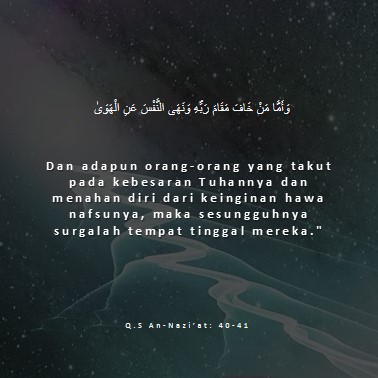 وَأَمَّا مَنْ خَافَ مَقَامَ رَبِّهِ وَنَهَى النَّفْسَ عَنِ الْهَوَىٰ
Dan adapun orang-orang yang takut
pada kebesaran Tuhannya dan
menahan diri dari keinginan hawa
nafsunya, maka sesungguhnya
surgalah tempat tinggal mereka."
Q.S An-Nazi'at: 40-41